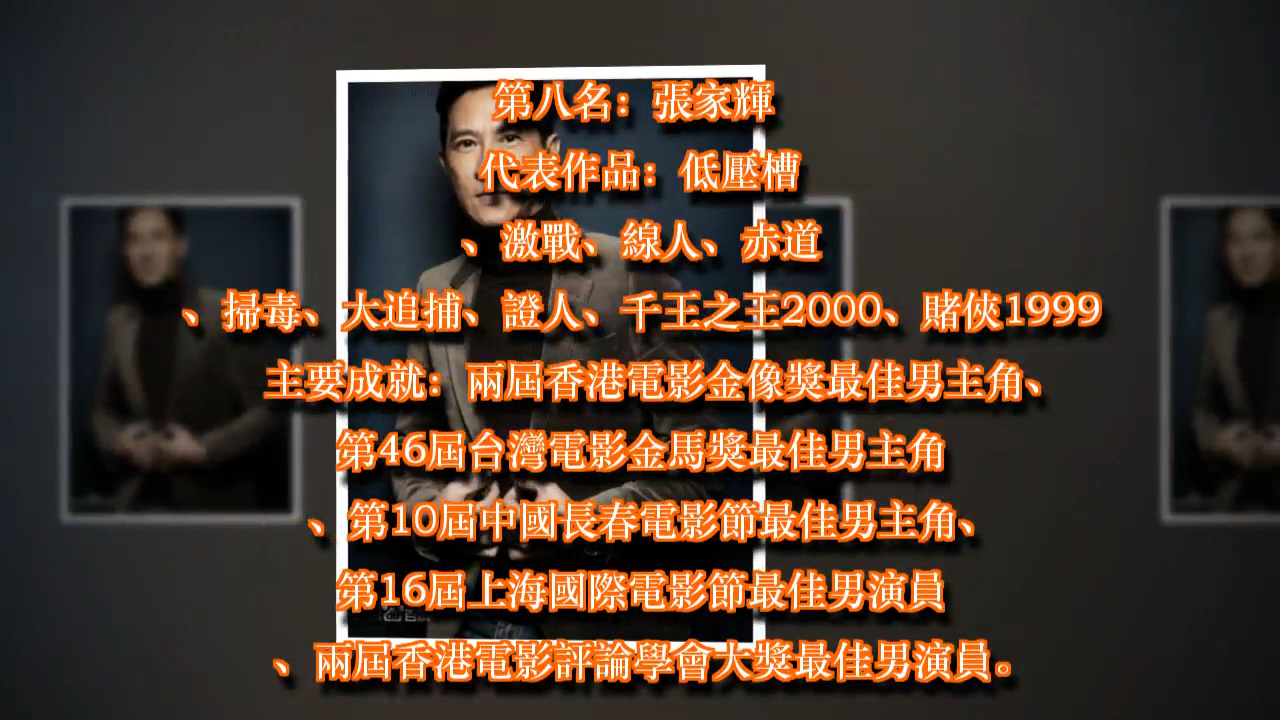 第八名：張家輝
代表作品：低壓槽
、激戰、線人、赤道
、掃毒、大追捕、證人、千王之王2000、賭俠1999
主要成就：兩屆香港電影金像獎最佳男主角、
第46屆台灣電影金馬獎最佳男主角
、第10屆中國長春電影節最佳男主角、
第16屆上海國際電影節最佳男演員
、兩屆香港電影評論學會大獎最佳男演員。